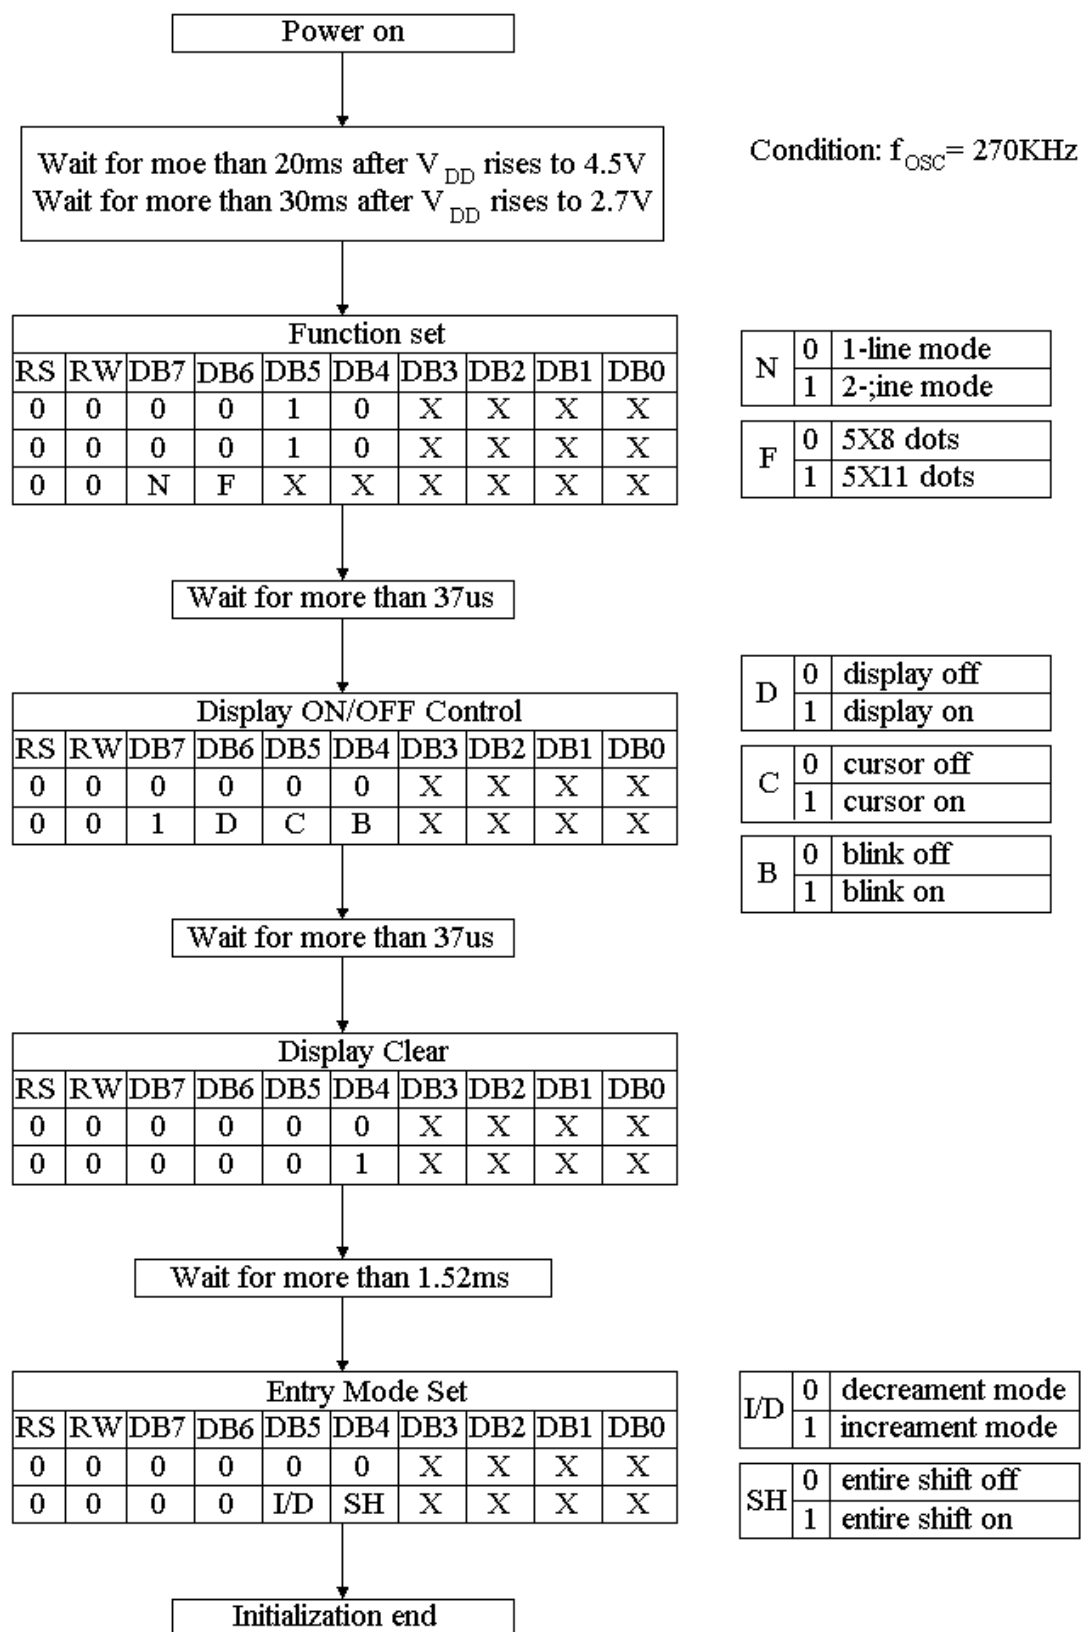 Power on
Wait for moe than 20ms after VDD rises to 4.5V
Wait for more than 30ms after VDD rises to 2.7V
Condition: fOSC= 270KHz
Function set
RS RW DB7 DB6 DB5 DB4 DB3 DB2 DB1 DB0
0 0 0 0 1 0 X X X X
0 0 0 0 1 0 X X X X
0 0 N F X X X X X X
N 0 1-line mode
1 2-;ine mode
F 0 5X8 dots
1 5X11 dots
Wait for more than 37us
Display ON/OFF Control
RS RW DB7 DB6 DB5 DB4 DB3 DB2 DB1 DB0
0 0 0 0 0 0 X X X X
0 0 1 D C B X X X X
D 0 display off
1 display on
C 0 cursor off
1 cursor on
B 0 blink off
1 blink on
Wait for more than 37us
Display Clear
RS RW DB7 DB6 DB5 DB4 DB3 DB2 DB1 DB0
0 0 0 0 0 0 X X X X
0 0 0 0 0 1 X X X X
Wait for more than 1.52ms
Entry Mode Set
RS RW DB7 DB6 DB5 DB4 DB3 DB2 DB1 DB0
0 0 0 0 0 0 X X X X
0 0 0 0 I/D SH X X X X
I/D 0 decreament mode
1 increament mode
SH 0 entire shift off
1 entire shift on
Initialization end